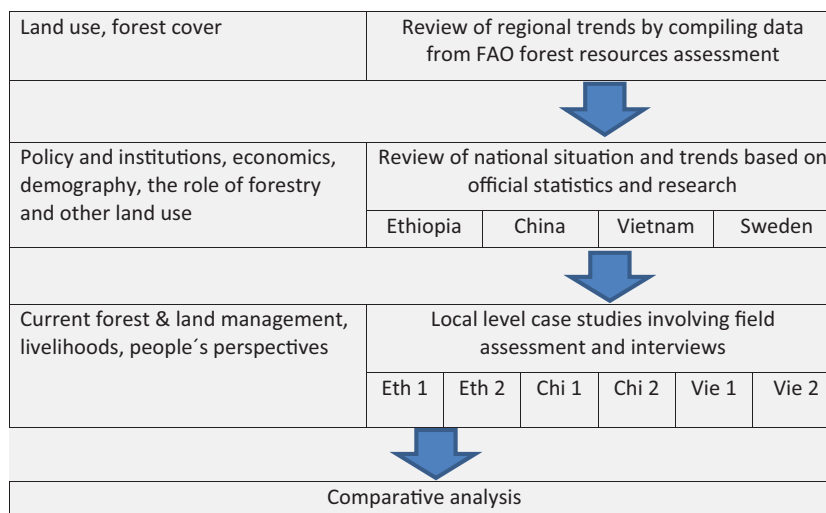 Land use, forest cover
Review of regional trends by compiling data
from FAO forest resources assessment
Policy and institutions, economics,
demography, the role of forestry
and other land use
Review of national situation and trends based on
official statistics and research
Ethiopia
China
Vietnam
Sweden
Current forest & land management,
livelihoods, people´s perspectives
Local level case studies involving field
assessment and interviews
Eth 1
Eth 2
Chi 1
Chi 2
Vie 1
Vie 2
Comparative analysis